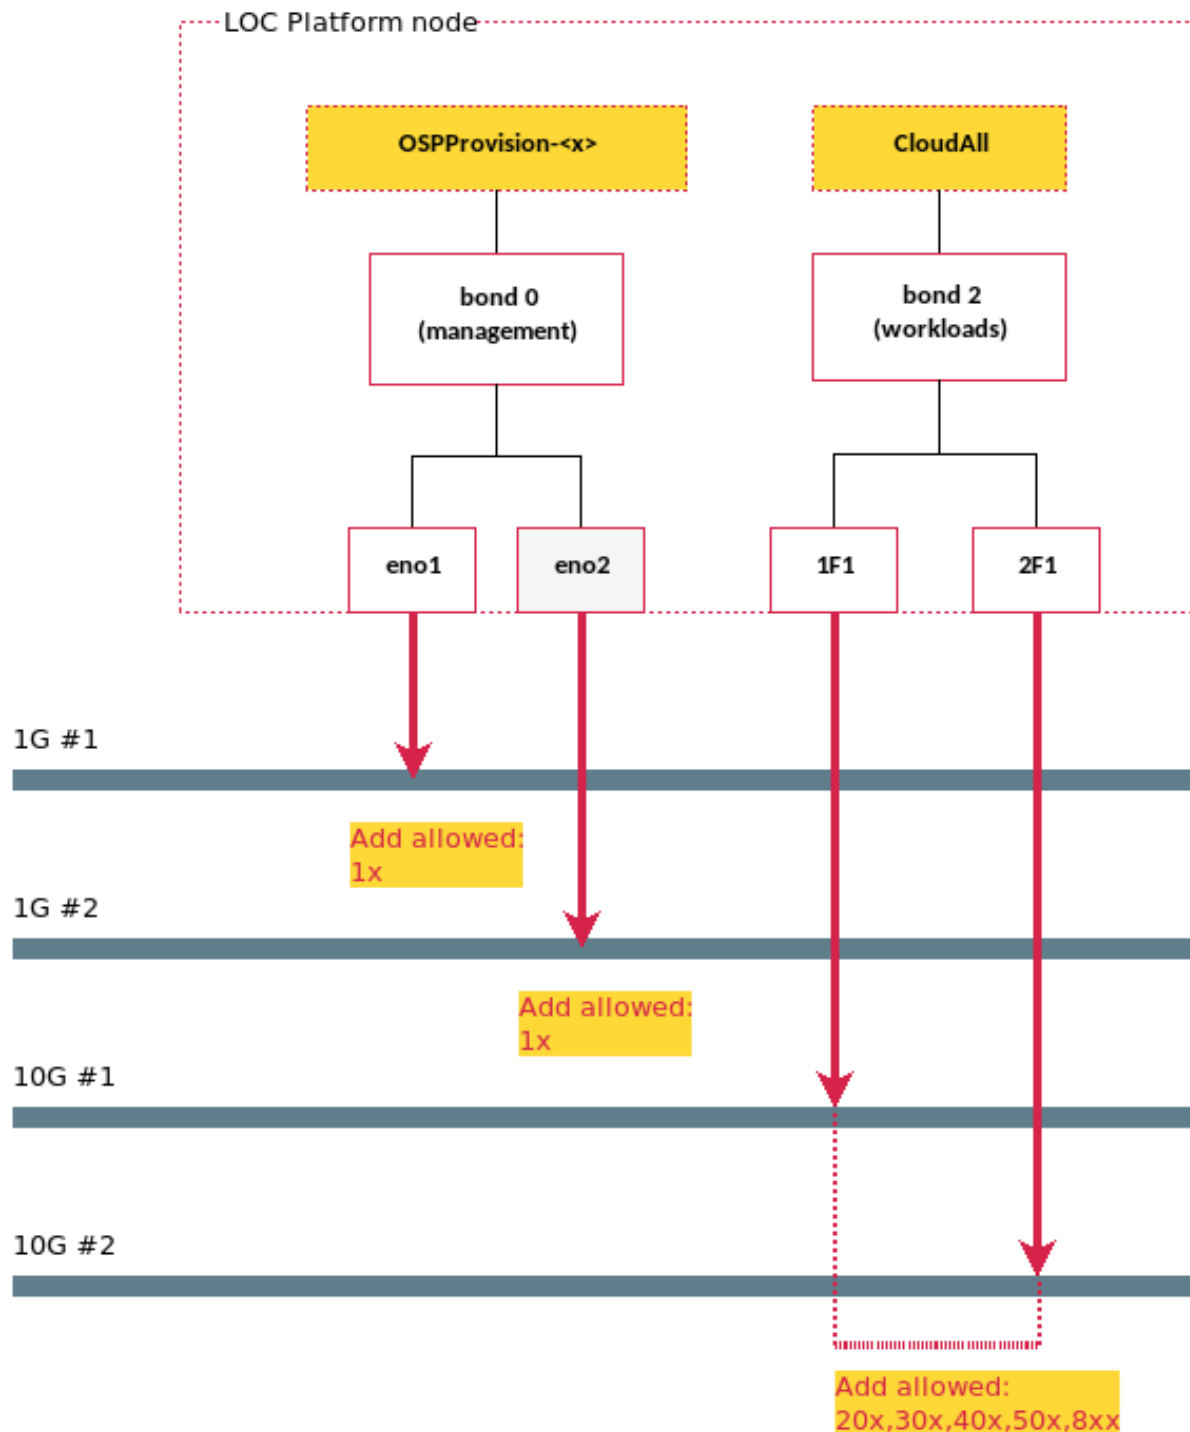 LOC Platform node
OSPProvision-<x>
CloudAll
bond 0
(management)
bond 2
(workloads)
eno1
eno2
1F1
2F1
1G #1
Add allowed:
1x
1G #2
Add allowed:
1x
10G #1
10G #2
Add allowed:
20x,30x,40x,50x,8xx